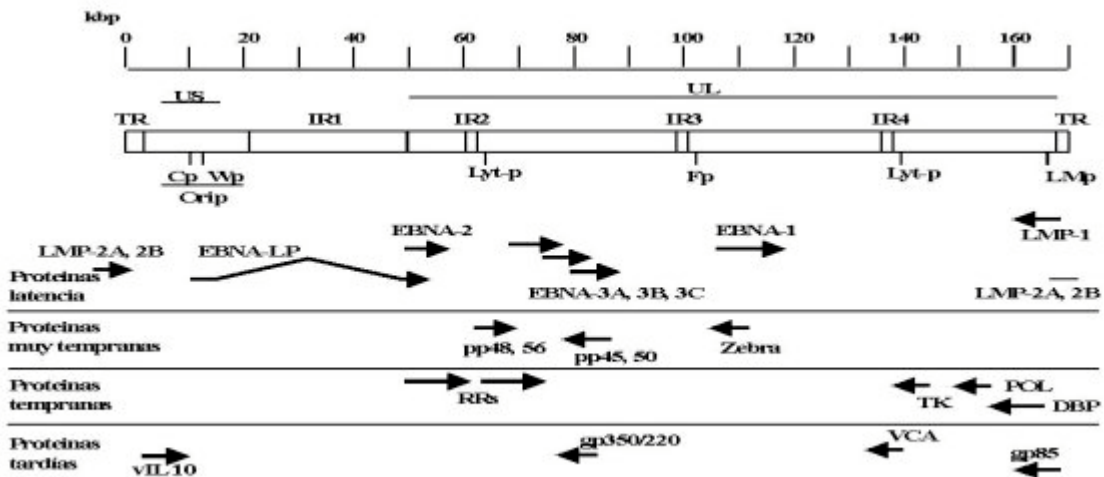 kbp
0 20 40 60 80 100 120 140 160
US UL
TR IR1 IR2 IR3 IR4 TR
Cp Wp Lyt-p Fp Lyt-p LMp
Orip
EBNA-2 EBNA-1 LMP-1
LMP-2A, 2B EBNA-LP
Proteinas
latencia
EBNA-3A, 3B, 3C LMP-2A, 2B
Proteinas
muy tempranas
pp48, 56 pp45, 50 Zebra
Proteinas
tempranas
RRs TK POL
DBP
Proteinas
tardías
vIL10 gp350/220 VCA gp85